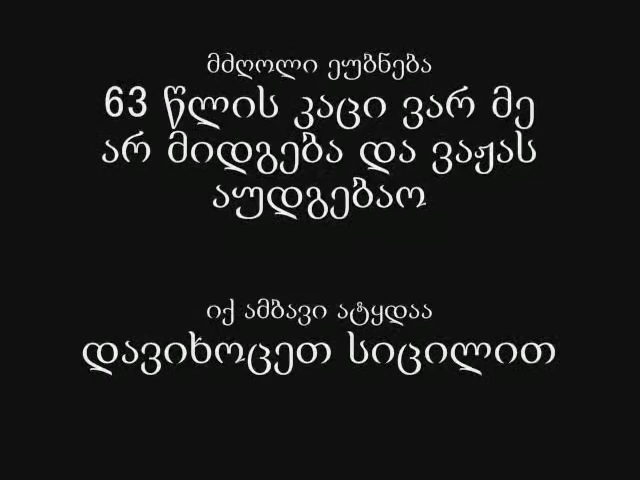 მძღოლი ეუბნება
63 წლის კაცი ვარ მე
არ მიდგება და ვაჟას
აუდგებაო
იქ ამბავი ატყდაა
დავიხოცეთ სიცილით